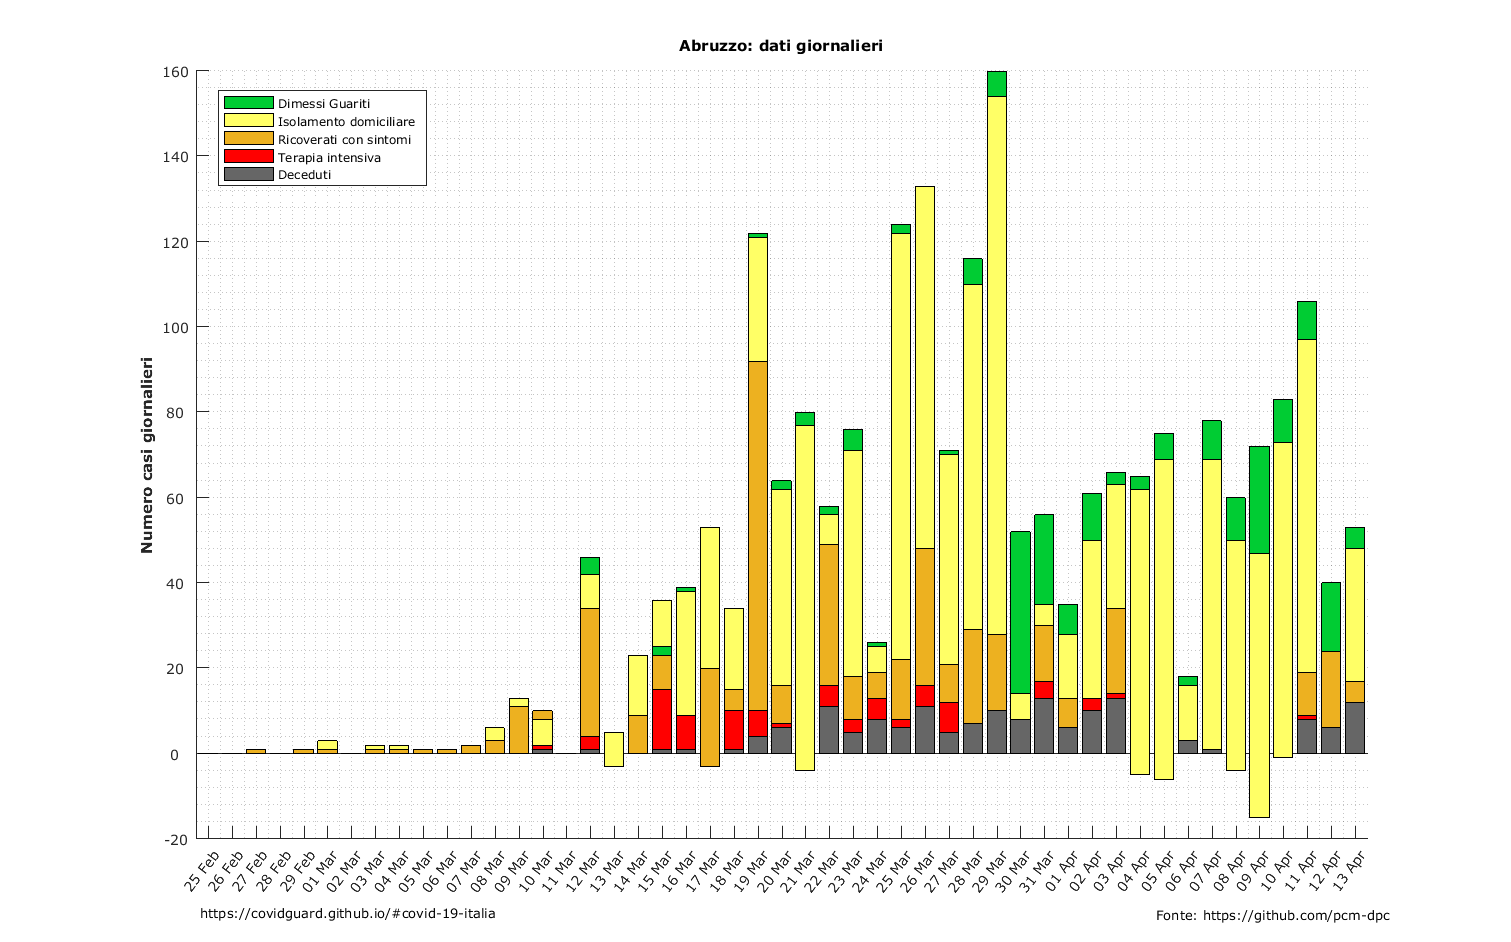 Abruzzo: dati giornalieri
160
140
120
100
80
60
40
20
0
-20
Numero casi giornalieri
Dimessi Guariti
Isolamento domiciliare
Ricoverati con sintomi
Terapia intensiva
Deceduti
25 Feb
26 Feb
27 Feb
28 Feb
29 Feb
01 Mar
02 Mar
03 Mar
04 Mar
05 Mar
06 Mar
07 Mar
08 Mar
09 Mar
10 Mar
11 Mar
12 Mar
13 Mar
14 Mar
15 Mar
16 Mar
17 Mar
18 Mar
19 Mar
20 Mar
21 Mar
22 Mar
23 Mar
24 Mar
25 Mar
26 Mar
27 Mar
28 Mar
29 Mar
30 Mar
31 Mar
01 Apr
02 Apr
03 Apr
04 Apr
05 Apr
06 Apr
07 Apr
08 Apr
09 Apr
10 Apr
11 Apr
12 Apr
13 Apr
https://covidguard.github.io/#covid-19-italia
Fonte: https://github.com/pcm-dpc